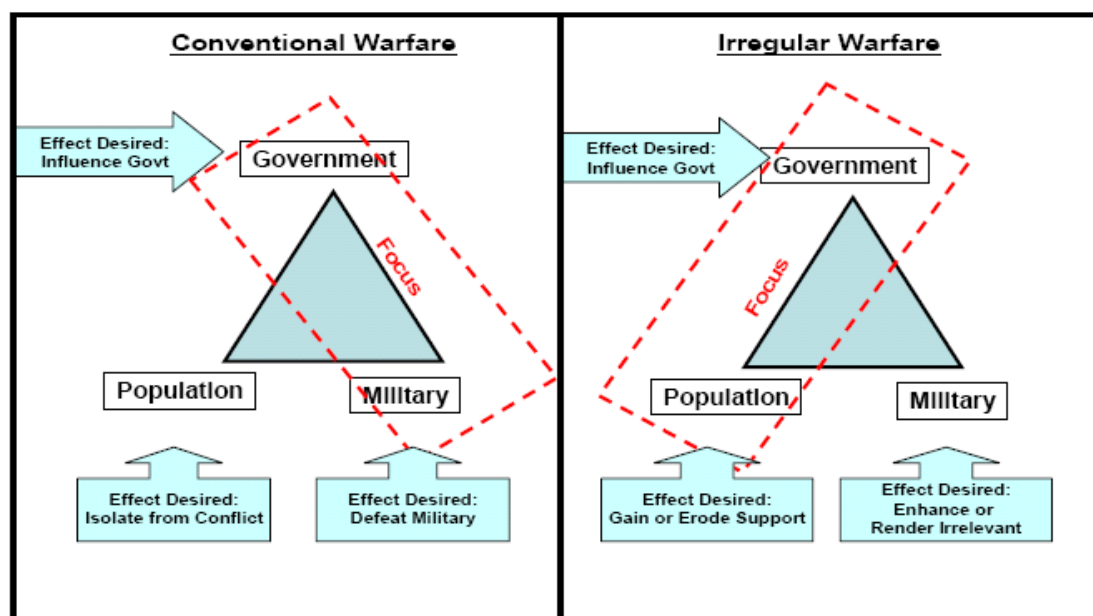 Conventional Warfare
Effect Desired:
Influence Govt
Government
Focus
Population
Military
Effect Desired:
Isolate from Conflict
Effect Desired:
Defeat Military
Irregular Warfare
Effect Desired:
Influence Govt
Government
Focus
Population
Military
Effect Desired:
Gain or Erode Support
Effect Desired:
Enhance or
Render Irrelevant